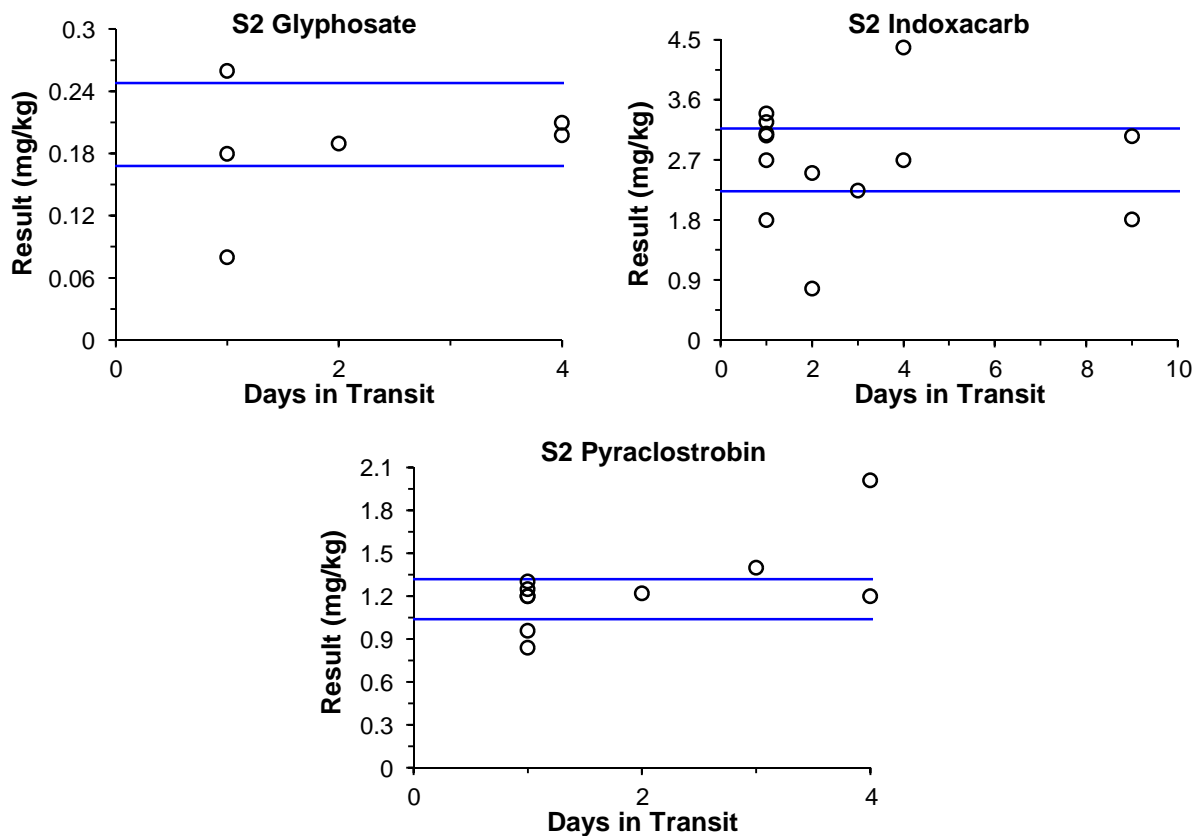 S2 Glyphosate
Result (mg/kg)
0.3
0.24
0.18
0.12
0.06
0
0 2 4
Days in Transit
S2 Indoxacarb
Result (mg/kg)
4.5
3.6
2.7
1.8
0.9
0
0 2 4 6 8 10
Days in Transit
S2 Pyraclostrobin
Result (mg/kg)
2.1
1.8
1.5
1.2
0.9
0.6
0.3
0
0 2 4
Days in Transit